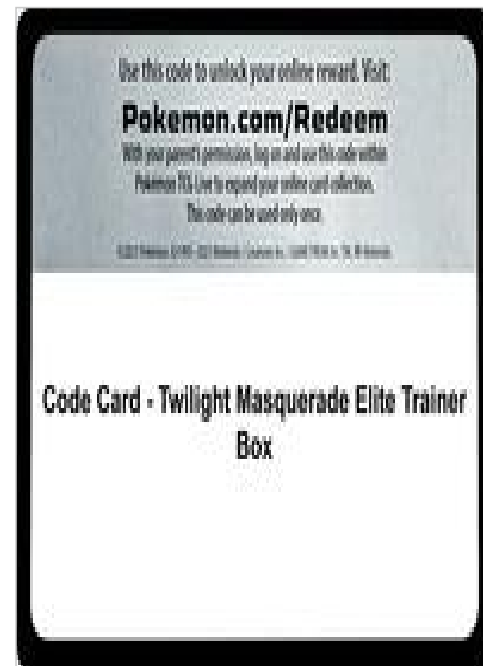 Use this code to unlock your online reward. Visit:
Pokemon.com/Redeem
With your parent's permission, log on and use this code within
Pokémon TCG Live to expand your online card collection.
This code can be used only once.
Code Card - Twilight Masquerade Elite Trainer
Box